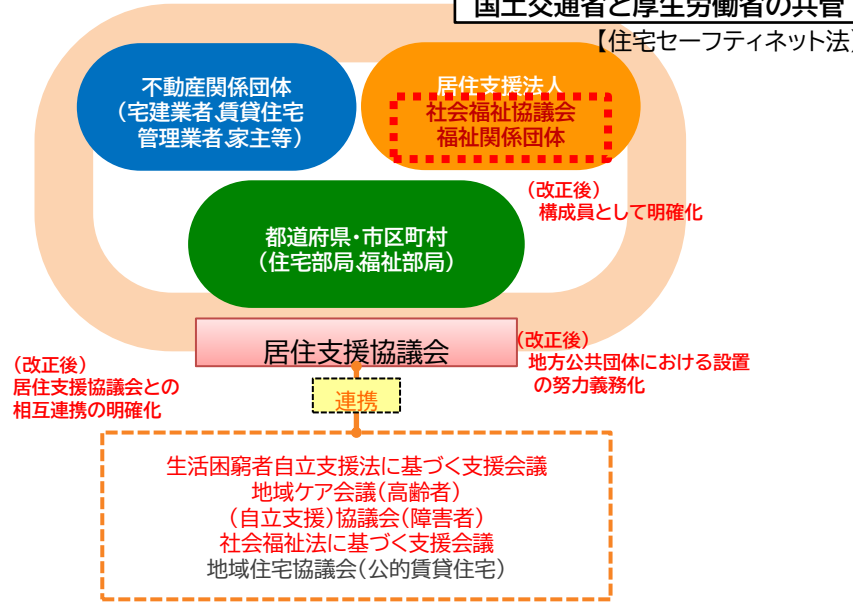 国土交通省と厚生労働省の共管
【住宅セーフティネット法】
不動産関係団体
(宅建業者、賃貸住宅
管理業者、家主等)
居住支援法人
社会福祉協議会
福祉関係団体
(改正後)
構成員として明確化
都道府県・市区町村
(住宅部局、福祉部局)
居住支援協議会
(改正後)
地方公共団体における設置
の努力義務化
(改正後)
居住支援協議会との
相互連携の明確化
連携
生活困窮者自立支援法に基づく支援会議
地域ケア会議(高齢者)
(自立支援)協議会(障害者)
社会福祉法に基づく支援会議
地域住宅協議会(公的賃貸住宅)